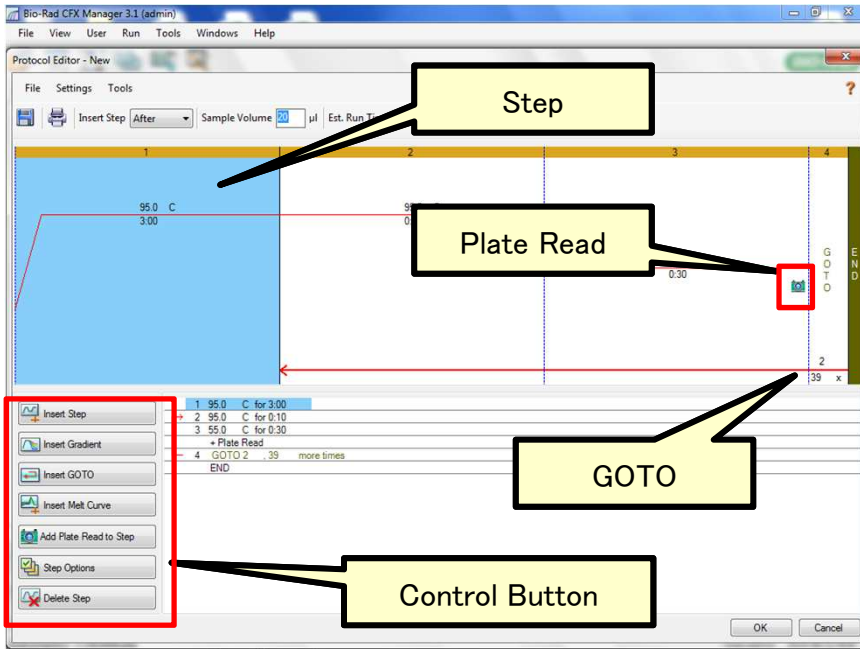 Bio-Rad CFX Manager 3.1 (admin)
File View User Run Tools Windows Help
Protocol Editor - New
File Settings Tools
?
Insert Step After Sample Volume 20 µl Est. Run
Step
1 2 3 4
95.0 C
3:00
Plate Read
0:30
GOTO
END
2
39 x
Insert Step
Insert Gradient
Insert GOTO
Insert Melt Curve
Add Plate Read to Step
Step Options
Delete Step
1 95.0 C for 3:00
2 95.0 C for 0:10
3 55.0 C for 0:30
+ Plate Read
4 GOTO 2 , 39 more times
END
GOTO
Control Button
OK Cancel